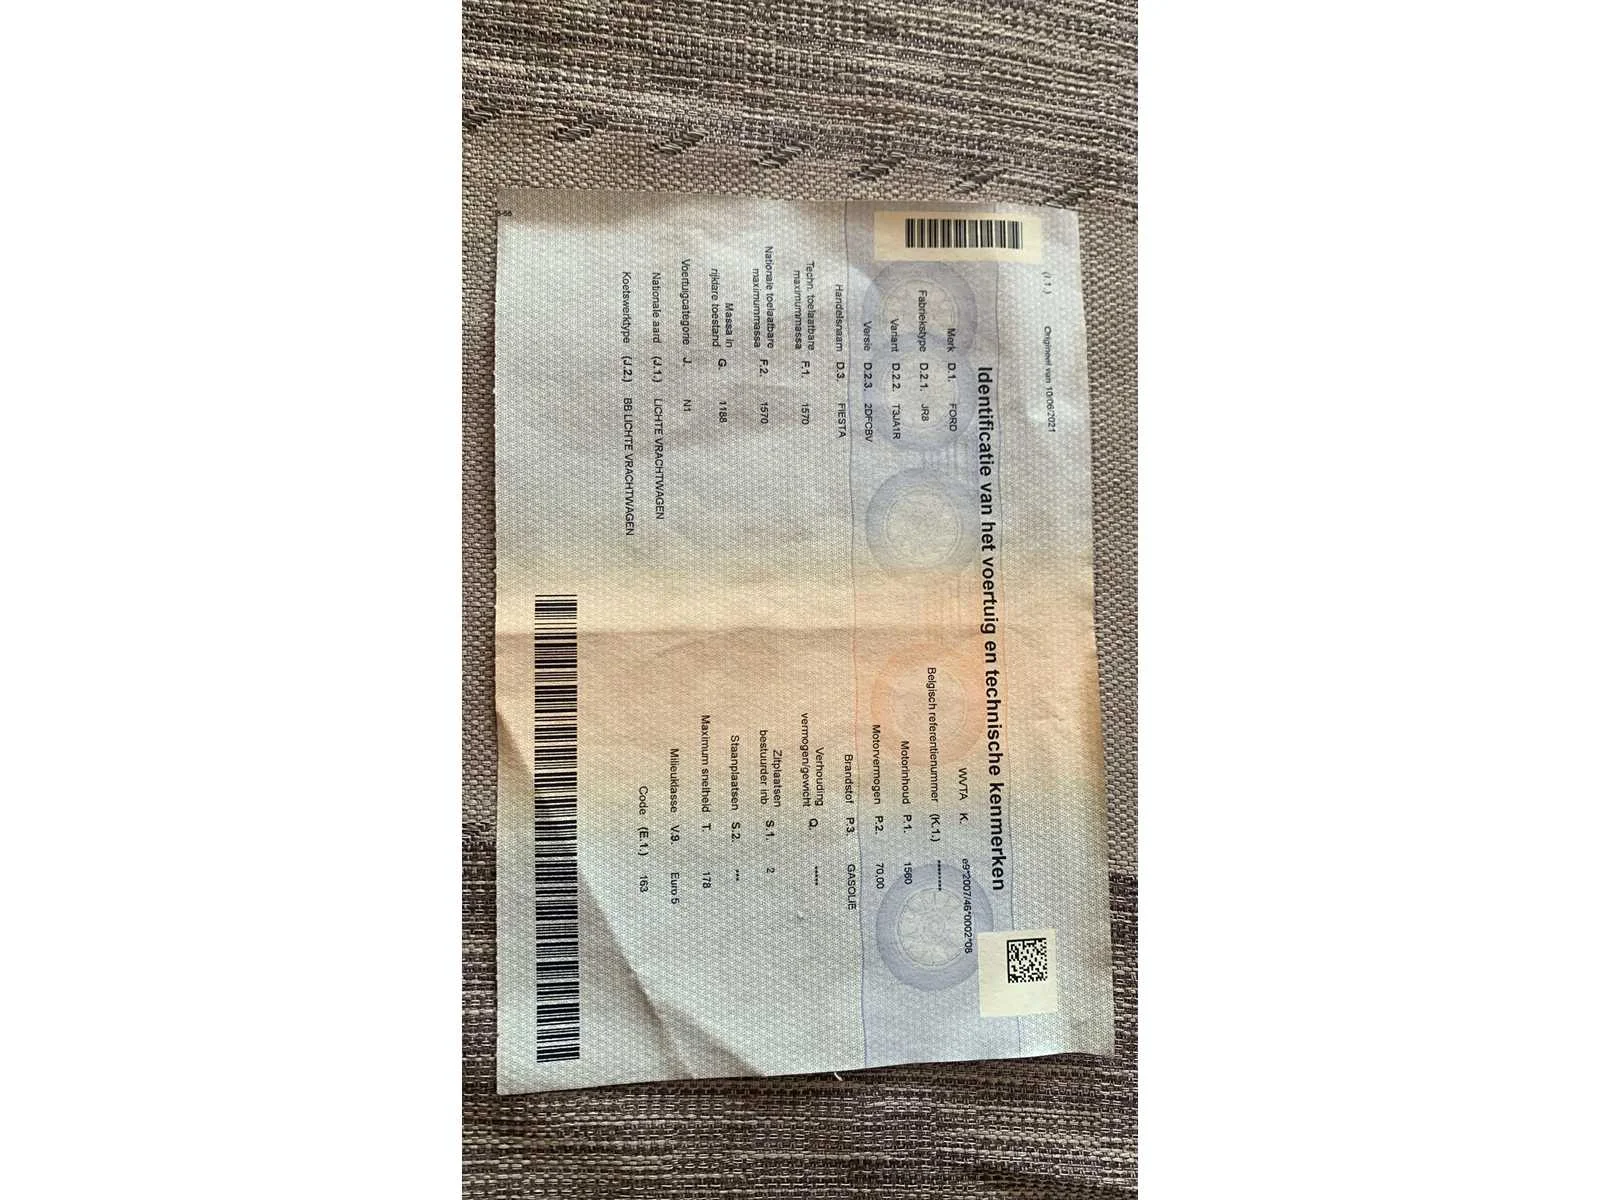 (I.1.) Origineel van 10/06/2021
Identificatie van het voertuig en technische kenmerken
Merk D.1. FORD
Fabriekstype D.2.1. JR8
Variant D.2.2. T3JA1R
Versie D.2.3. 2DFCBV
Handelsnaam D.3. FIESTA
Techn. toelaatbare
maximummassa F.1. 1570
Nationale toelaatbare
maximummassa F.2. 1570
Massa in
rijklare toestand G. 1188
Voertuigcategorie J. N1
Nationale aard (J.1.) LICHTE VRACHTWAGEN
Koetswerktype (J.2.) BB LICHTE VRACHTWAGEN
WVTA K. e9*2007/46*0002*08
Belgisch referentienummer (K.1.) ********
Motorinhoud P.1. 1560
Motorvermogen P.2. 70,00
Brandstof P.3. GASOLIE
Verhouding
vermogen/gewicht Q. *****
Zitplaatsen
bestuurder inb S.1. 2
Staanplaatsen S.2. ***
Maximum snelheid T. 178
Milieuklasse V.9. Euro 5
Code (E.1.) 163